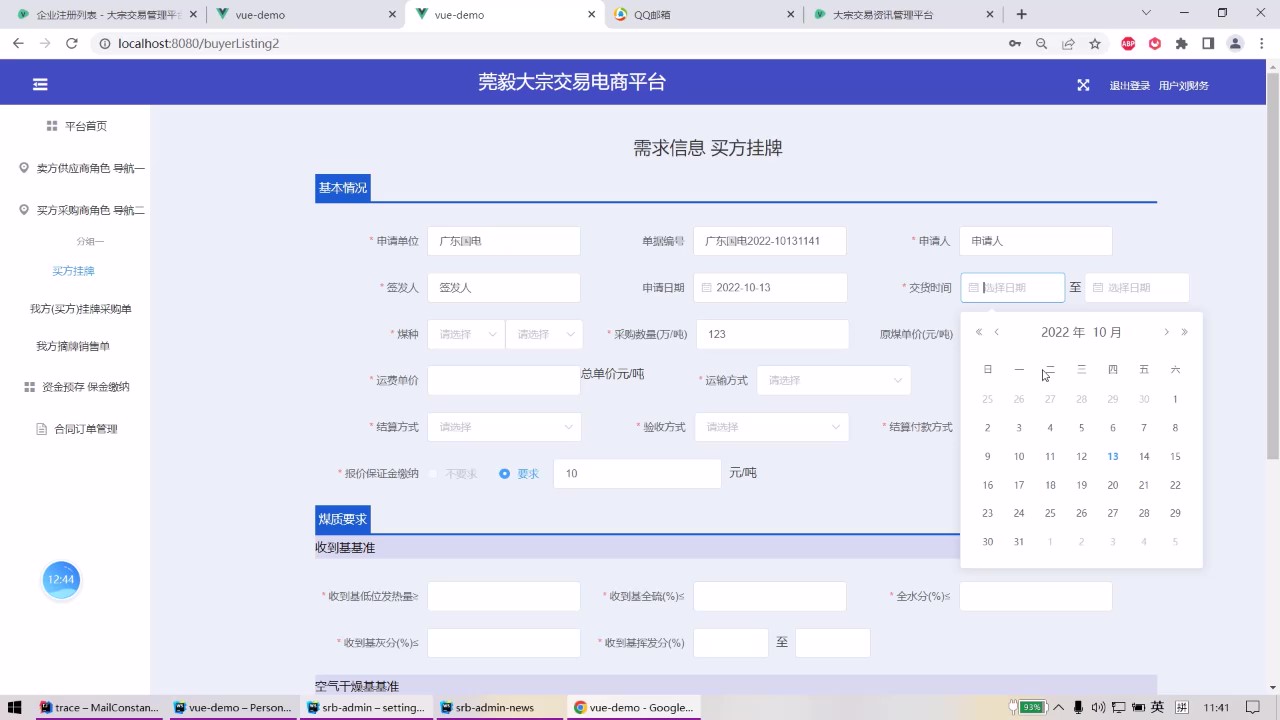 企业注册列表 - 大宗交易管理平台
vue-demo
vue-demo
QQ邮箱
大宗交易资讯管理平台
localhost:8080/buyerListing2
ABP
莞毅大宗交易电商平台
退出登录 用户刘财务
平台首页
卖方供应商角色 导航一
买方采购商角色 导航二
分组一
买方挂牌
我方(买方)挂牌采购单
我方摘牌销售单
资金预存 保金缴纳
合同订单管理
12:44
需求信息 买方挂牌
基本情况
* 申请单位 广东国电 单据编号 广东国电2022-10131141 * 申请人 申请人
* 签发人 签发人 申请日期 2022-10-13 * 交货时间 选择日期 至 选择日期
* 煤种 请选择 请选择 * 采购数量(万/吨) 123 原煤单价(元/吨)
* 运费单价 总单价元/吨 * 运输方式 请选择
* 结算方式 请选择 * 验收方式 请选择 * 结算付款方式
* 报价保证金缴纳 不要求 要求 10 元/吨
2022 年 10 月
日 一 二 三 四 五 六
25 26 27 28 29 30 1
2 3 4 5 6 7 8
9 10 11 12 13 14 15
16 17 18 19 20 21 22
23 24 25 26 27 28 29
30 31 1 2 3 4 5
煤质要求
收到基基准
* 收到基低位发热量≥ * 收到基全硫(%)≤ * 全水分(%)≤
* 收到基灰分(%)≤ * 收到基挥发分(%) 至
空气干燥基基准
trace – MailConstan...
vue-demo – Person...
srb-admin – setting...
srb-admin-news
vue-demo - Google...
93%
英
拼
11:41